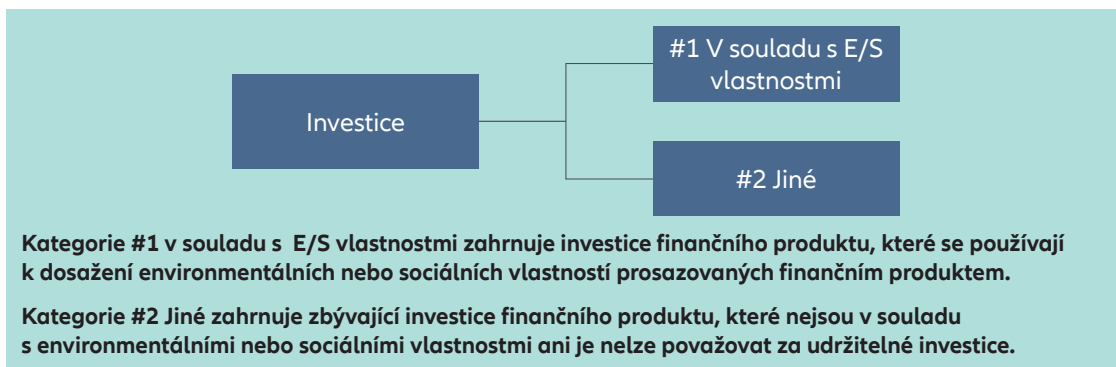 #1 V souladu s E/S
vlastnostmi
Investice
#2 Jiné
Kategorie #1 v souladu s E/S vlastnostmi zahrnuje investice finančního produktu, které se používají
k dosažení environmentálních nebo sociálních vlastností prosazovaných finančním produktem.
Kategorie #2 Jiné zahrnuje zbývající investice finančního produktu, které nejsou v souladu
s environmentálními nebo sociálními vlastnostmi ani je nelze považovat za udržitelné investice.